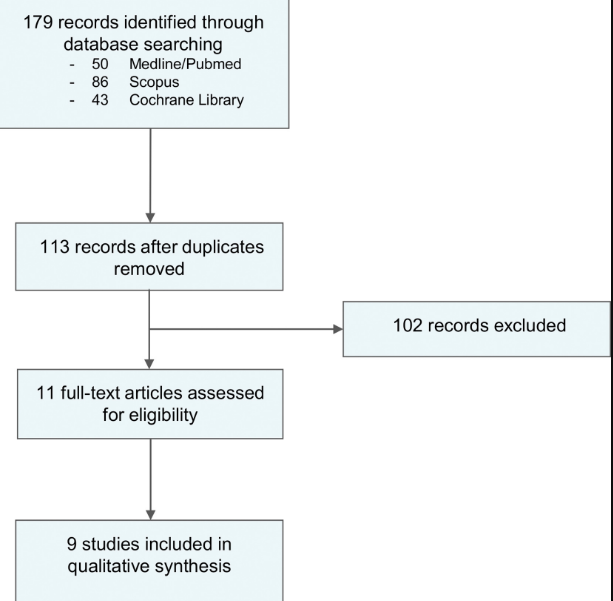 179 records identified through
database searching
- 50 Medline/Pubmed
- 86 Scopus
- 43 Cochrane Library
113 records after duplicates
removed
102 records excluded
11 full-text articles assessed
for eligibility
9 studies included in
qualitative synthesis